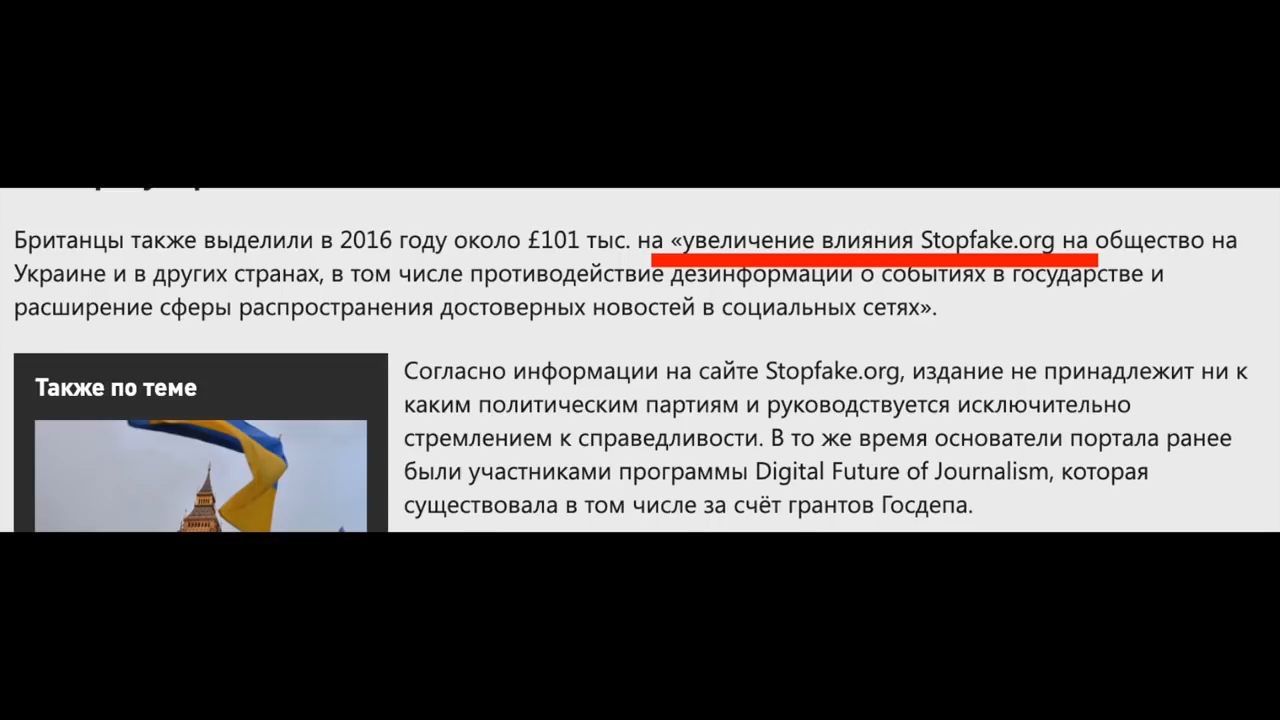 Британцы также выделили в 2016 году около £101 тыс. на «увеличение влияния Stopfake.org на общество на
Украине и в других странах, в том числе противодействие дезинформации о событиях в государстве и
расширение сферы распространения достоверных новостей в социальных сетях».
Также по теме
Согласно информации на сайте Stopfake.org, издание не принадлежит ни к
каким политическим партиям и руководствуется исключительно
стремлением к справедливости. В то же время основатели портала ранее
были участниками программы Digital Future of Journalism, которая
существовала в том числе за счёт грантов Госдепа.